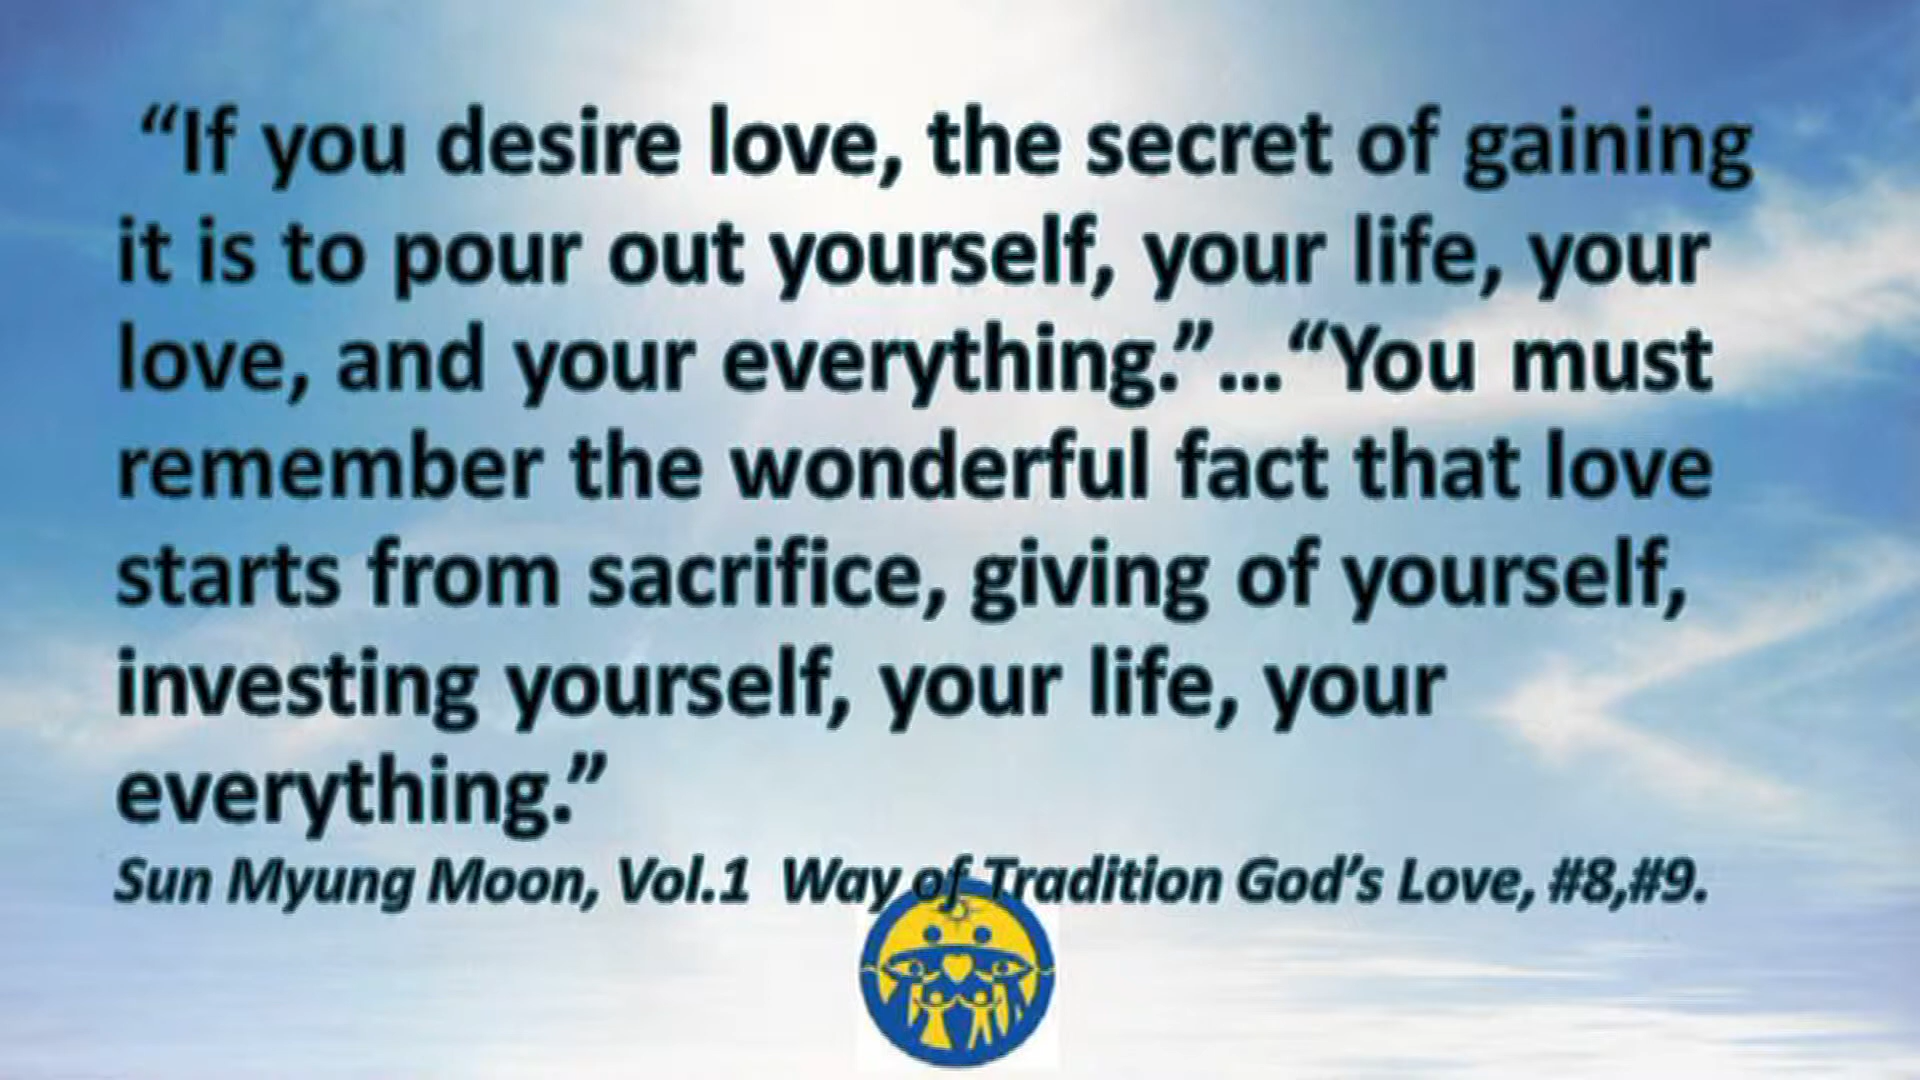 “If you desire love, the secret of gaining
it is to pour out yourself, your life, your
love, and your everything.”...“You must
remember the wonderful fact that love
starts from sacrifice, giving of yourself,
investing yourself, your life, your
everything.”
Sun Myung Moon, Vol.1 Way of Tradition God’s Love, #8,#9.